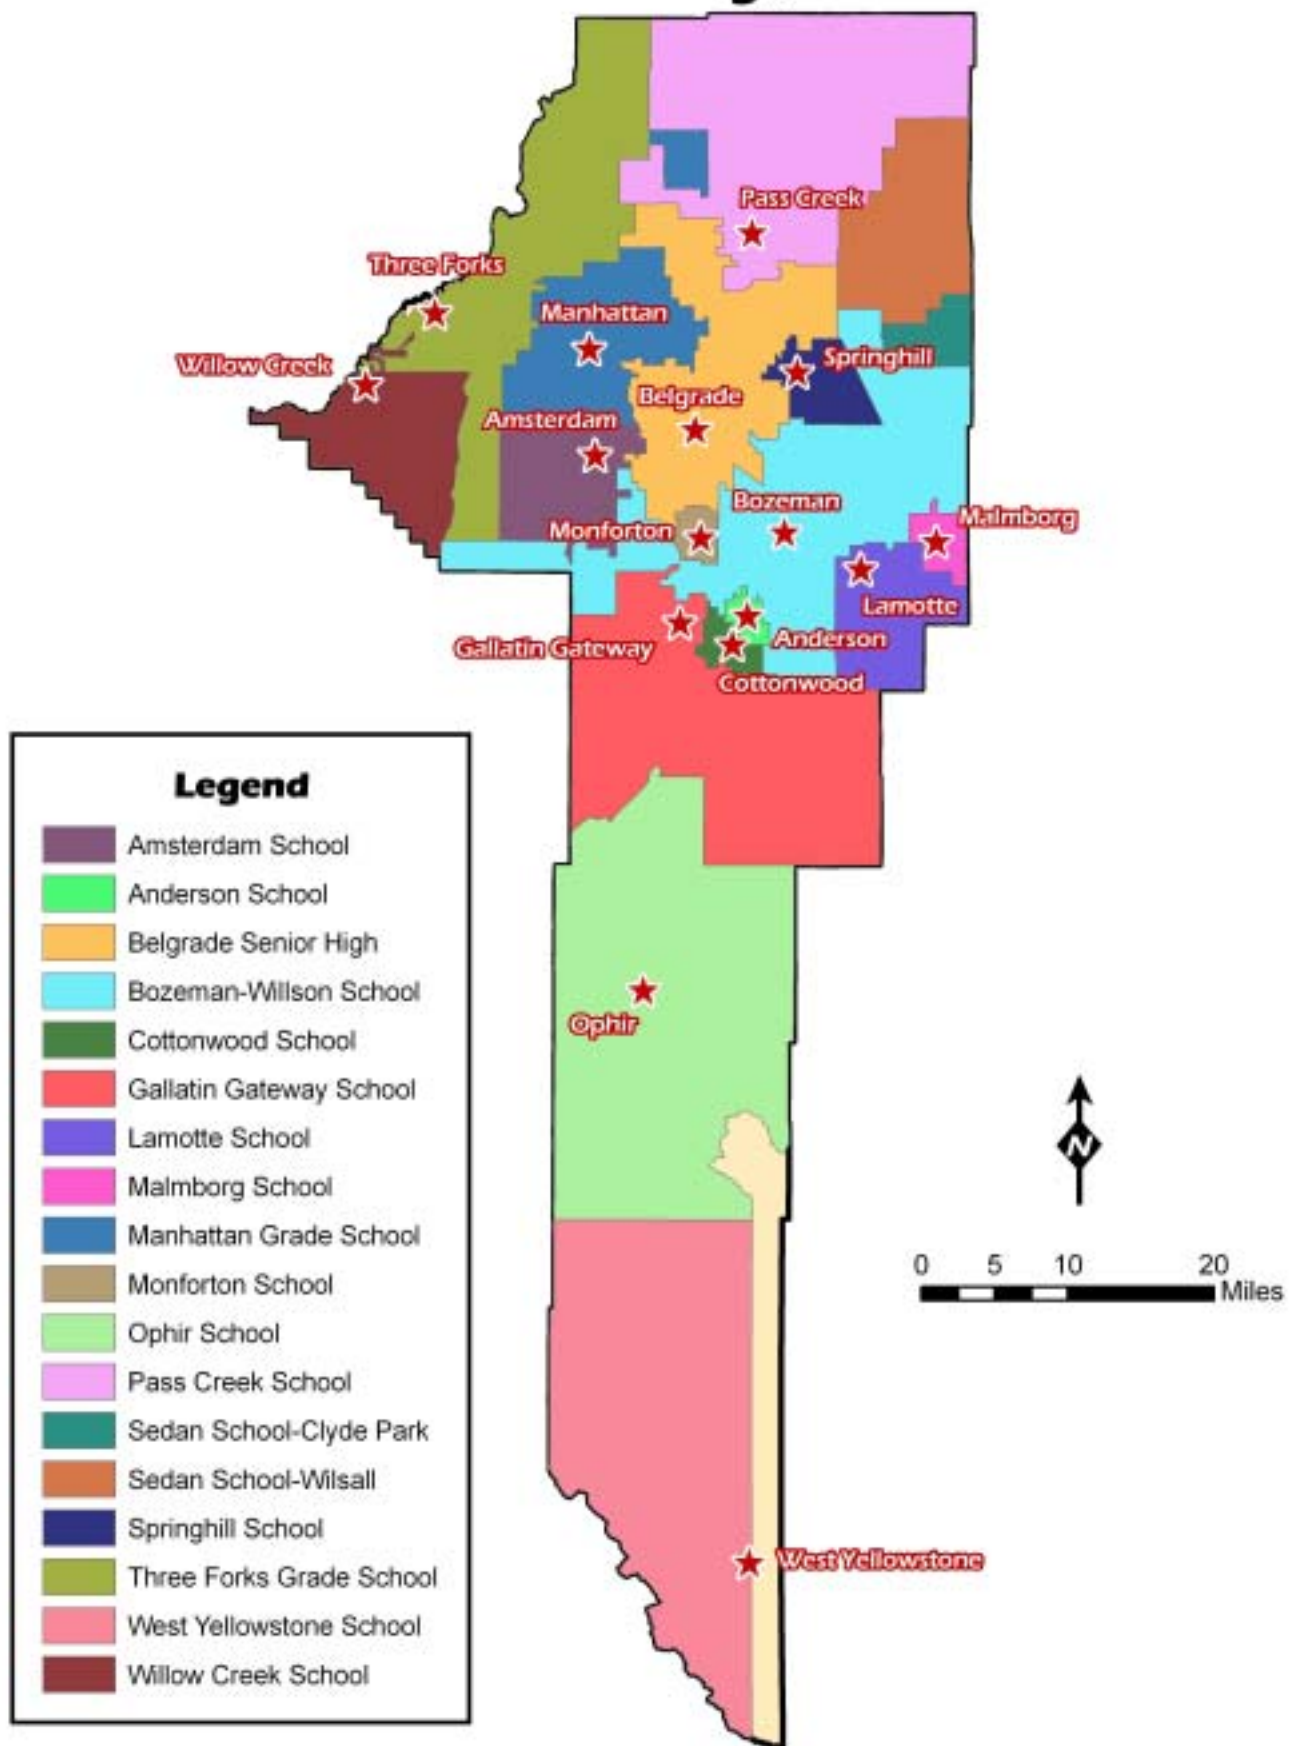 Pass Creek
Three Forks
Manhattan
Willow Creek
Springhill
Belgrade
Amsterdam
Bozeman
Malmborg
Monforton
Lamotte
Anderson
Gallatin Gateway
Cottonwood
Legend
Amsterdam School
Anderson School
Belgrade Senior High
Bozeman-Willson School
Cottonwood School
Gallatin Gateway School
Lamotte School
Malmborg School
Manhattan Grade School
Monforton School
Ophir School
Pass Creek School
Sedan School-Clyde Park
Sedan School-Wilsall
Springhill School
Three Forks Grade School
West Yellowstone School
Willow Creek School
Ophir
N
0 5 10 20
Miles
West Yellowstone